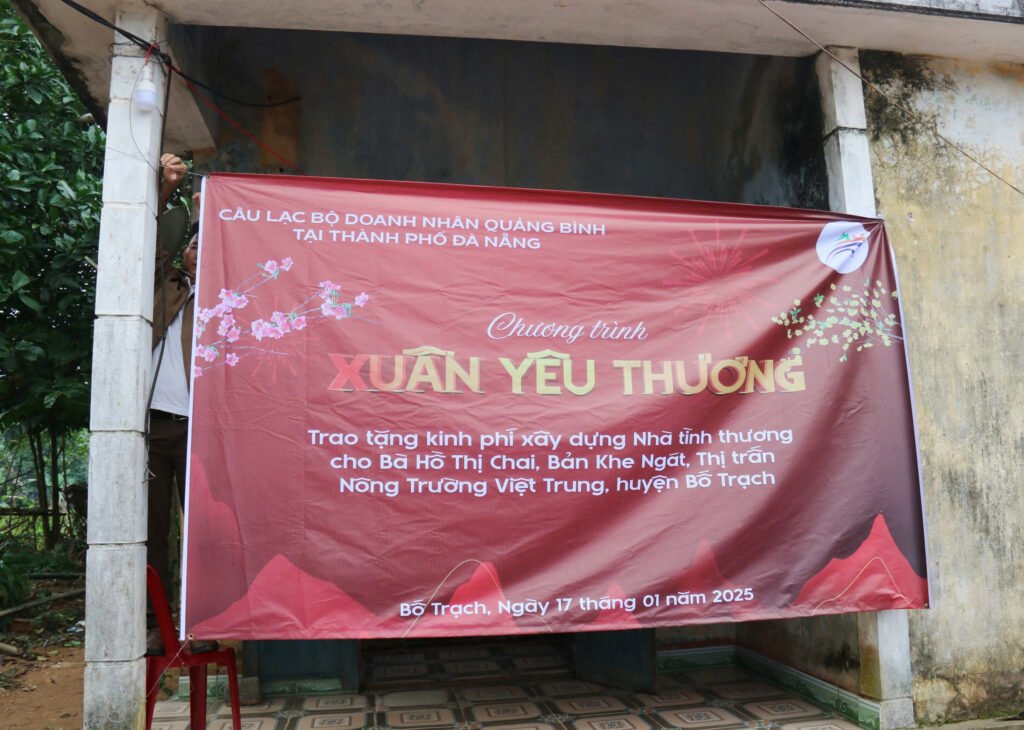 CÂU LẠC BỘ DOANH NHÂN QUẢNG BÌNH
TẠI THÀNH PHỐ ĐÀ NẴNG
Chương trình
XUÂN YÊU THƯƠNG
Trao tặng kinh phí xây dựng Nhà tình thương
cho Bà Hồ Thị Chai, Bản Khe Ngát, Thị trấn
Nông Trường Việt Trung, huyện Bố Trạch
Bố Trạch, Ngày 17 tháng 01 năm 2025